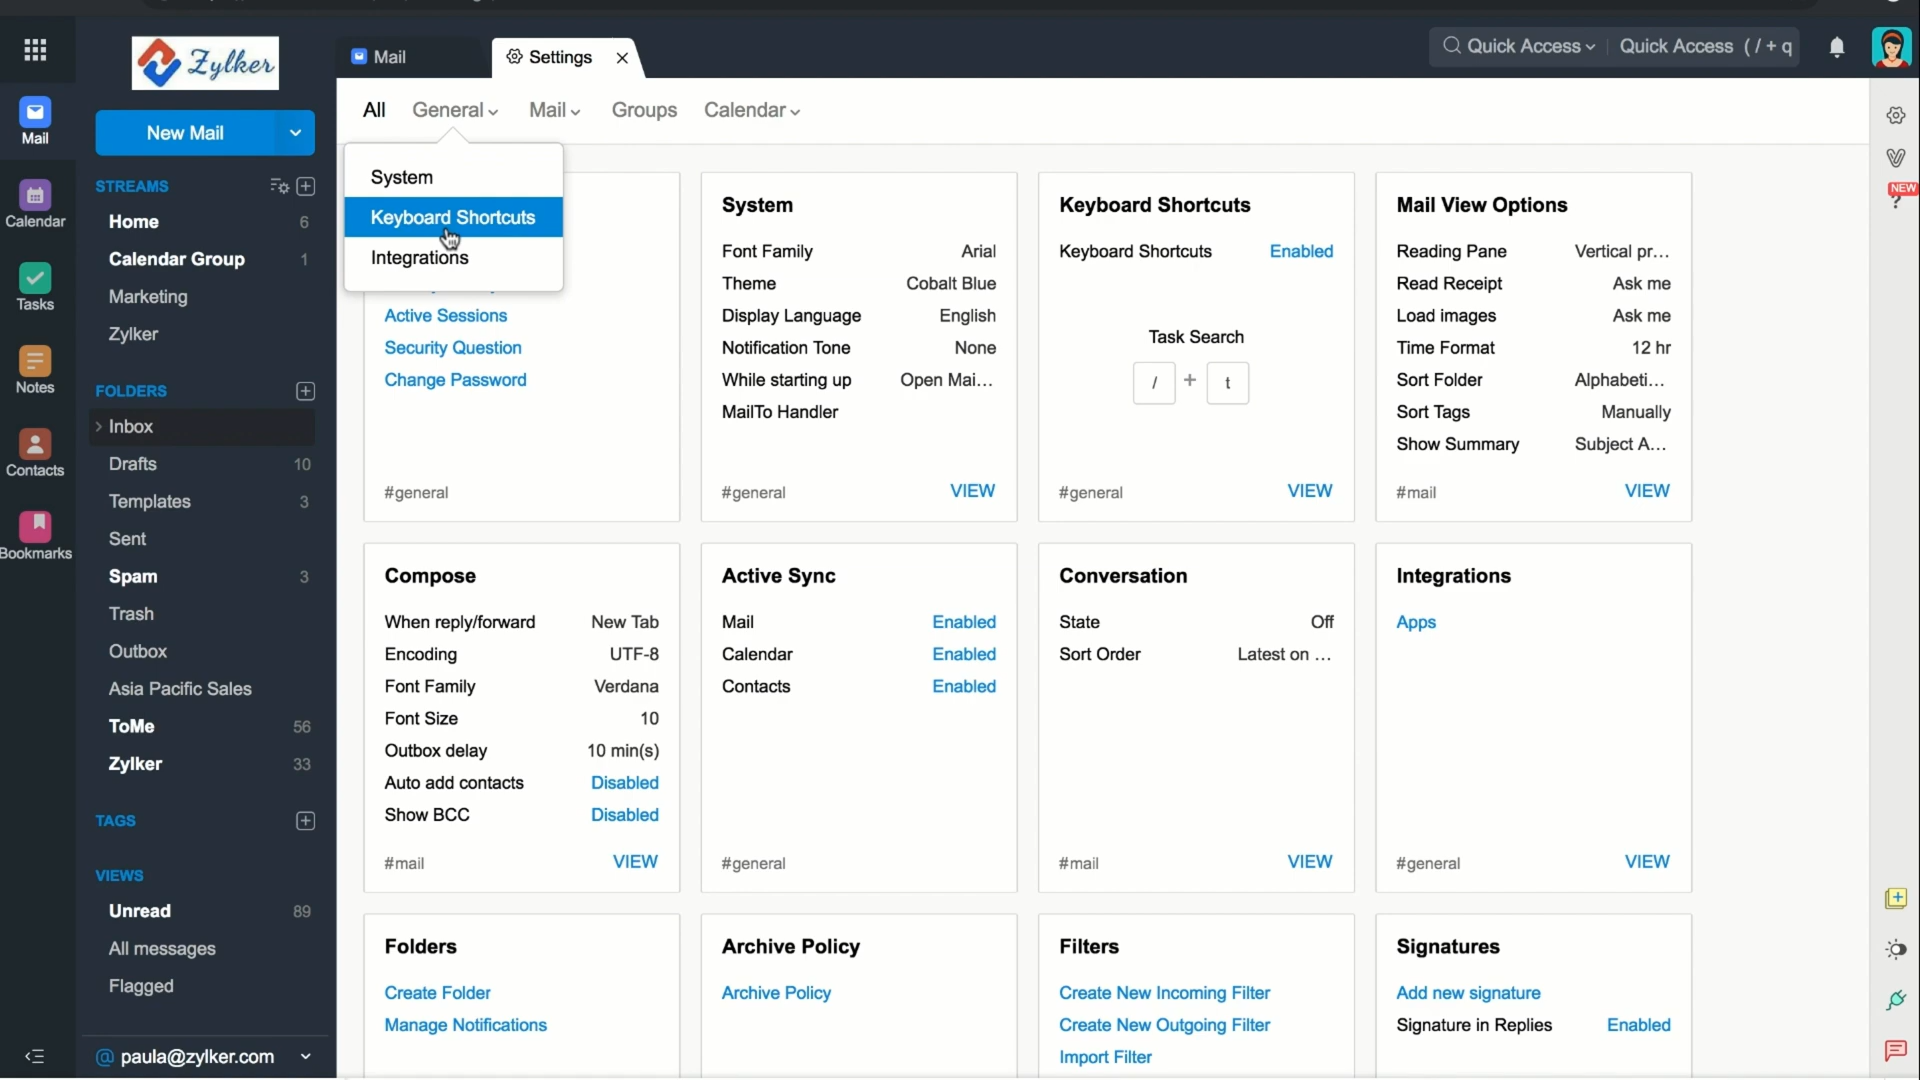 Zylker
Mail
Settings
Quick Access
Quick Access ( / + q
Mail
Calendar
Tasks
Notes
Contacts
Bookmarks
New Mail
STREAMS
Home 6
Calendar Group 1
Marketing
Zylker
FOLDERS
Inbox
Drafts 10
Templates 3
Sent
Spam 3
Trash
Outbox
Asia Pacific Sales
ToMe 56
Zylker 33
TAGS
VIEWS
Unread 89
All messages
Flagged
@ paula@zylker.com
All General Mail Groups Calendar
System
Keyboard Shortcuts
Integrations
Active Sessions
Security Question
Change Password
#general
System
Font Family Arial
Theme Cobalt Blue
Display Language English
Notification Tone None
While starting up Open Mai...
MailTo Handler
#general VIEW
Keyboard Shortcuts
Keyboard Shortcuts Enabled
Task Search
/ + t
#general VIEW
Mail View Options
Reading Pane Vertical pr...
Read Receipt Ask me
Load images Ask me
Time Format 12 hr
Sort Folder Alphabeti...
Sort Tags Manually
Show Summary Subject A...
#mail VIEW
Compose
When reply/forward New Tab
Encoding UTF-8
Font Family Verdana
Font Size 10
Outbox delay 10 min(s)
Auto add contacts Disabled
Show BCC Disabled
#mail VIEW
Active Sync
Mail Enabled
Calendar Enabled
Contacts Enabled
#general
Conversation
State Off
Sort Order Latest on ...
#mail VIEW
Integrations
Apps
#general VIEW
Folders
Create Folder
Manage Notifications
Archive Policy
Archive Policy
Filters
Create New Incoming Filter
Create New Outgoing Filter
Import Filter
Signatures
Add new signature
Signature in Replies Enabled
NEW
?